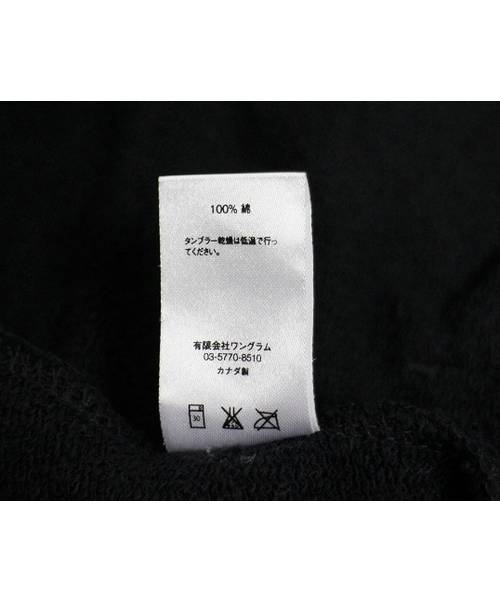 100% 綿
タンブラー乾燥は低温で行っ
てください。
有限会社ワングラム
03-5770-8510
カナダ製
30